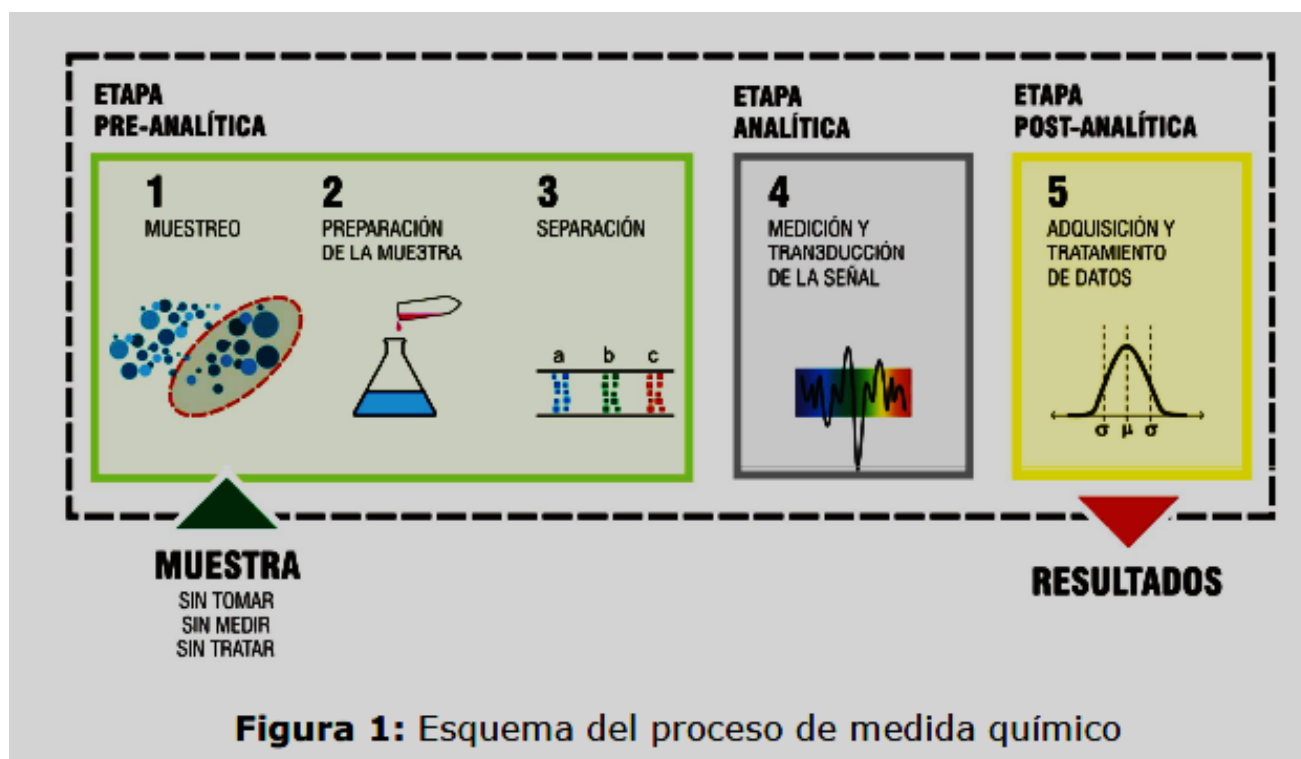 ETAPA
PRE-ANALÍTICA
1
MUESTREO
2
PREPARACIÓN
DE LA MUE3TRA
3
SEPARACIÓN
a b c
ETAPA
ANALÍTICA
4
MEDICIÓN Y
TRAN3DUCCIÓN
DE LA SEÑAL
ETAPA
POST-ANALÍTICA
5
ADQUISICIÓN Y
TRATAMIENTO
DE DATOS
σ μ σ
MUESTRA
SIN TOMAR
SIN MEDIR
SIN TRATAR
RESULTADOS
Figura 1: Esquema del proceso de medida químico